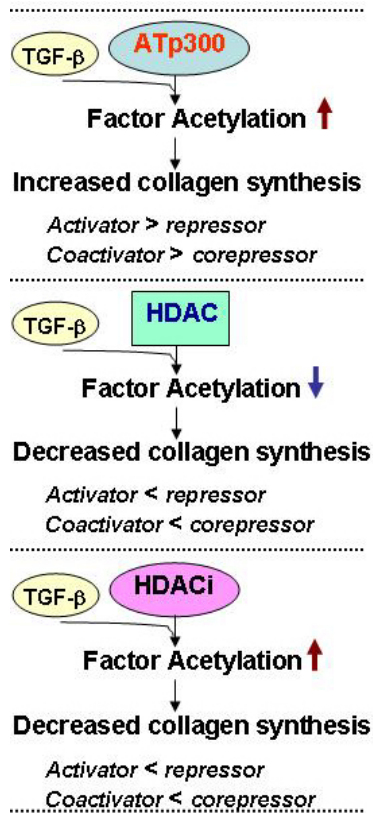 TGF-β
ATp300
Factor Acetylation
Increased collagen synthesis
Activator > repressor
Coactivator > corepressor
TGF-β
HDAC
Factor Acetylation
Decreased collagen synthesis
Activator < repressor
Coactivator < corepressor
TGF-β
HDACi
Factor Acetylation
Decreased collagen synthesis
Activator < repressor
Coactivator < corepressor